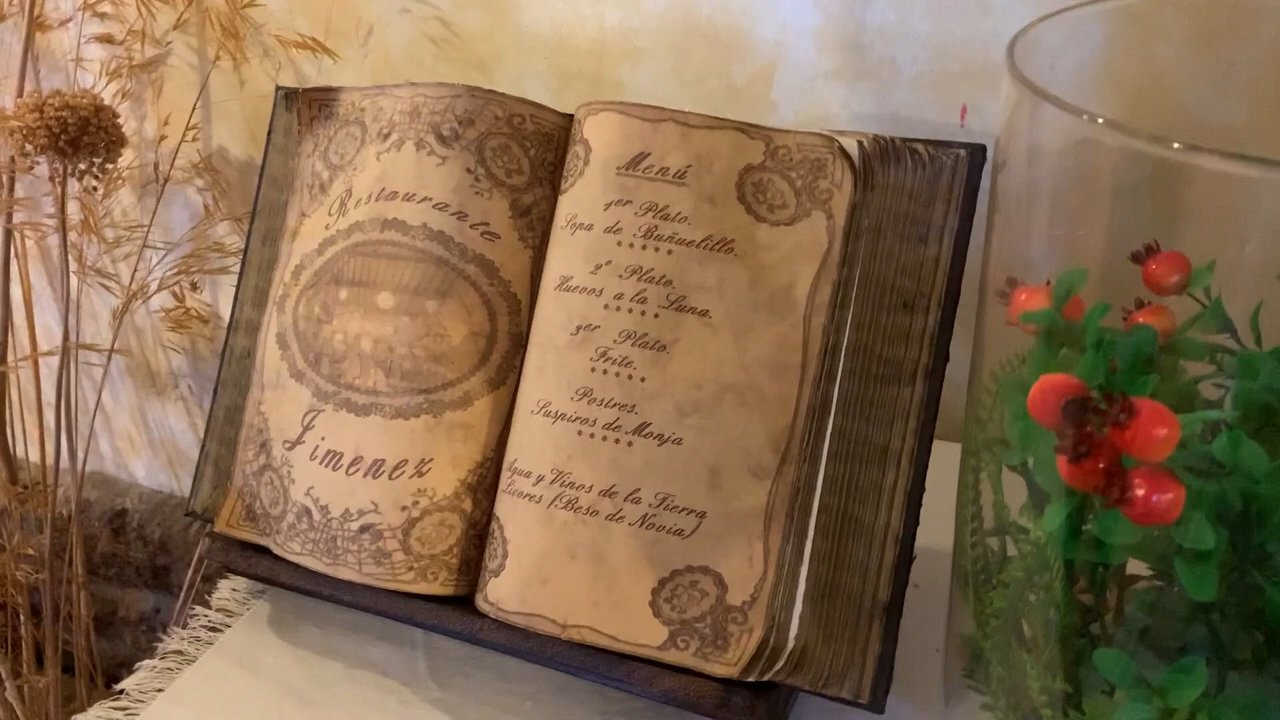 Restaurante
Jimenez
Menú
1er Plato.
Sopa de Buñuelillo.
*****
2º Plato.
Huevos a la Luna.
*****
3er Plato.
Frite.
*****
Postres.
Suspiros de Monja
*****
Agua y Vinos de la Tierra
Licores (Beso de Novia)